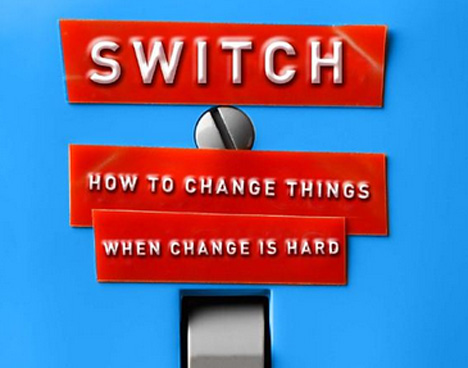 SWITCH
HOW TO CHANGE THINGS
WHEN CHANGE IS HARD